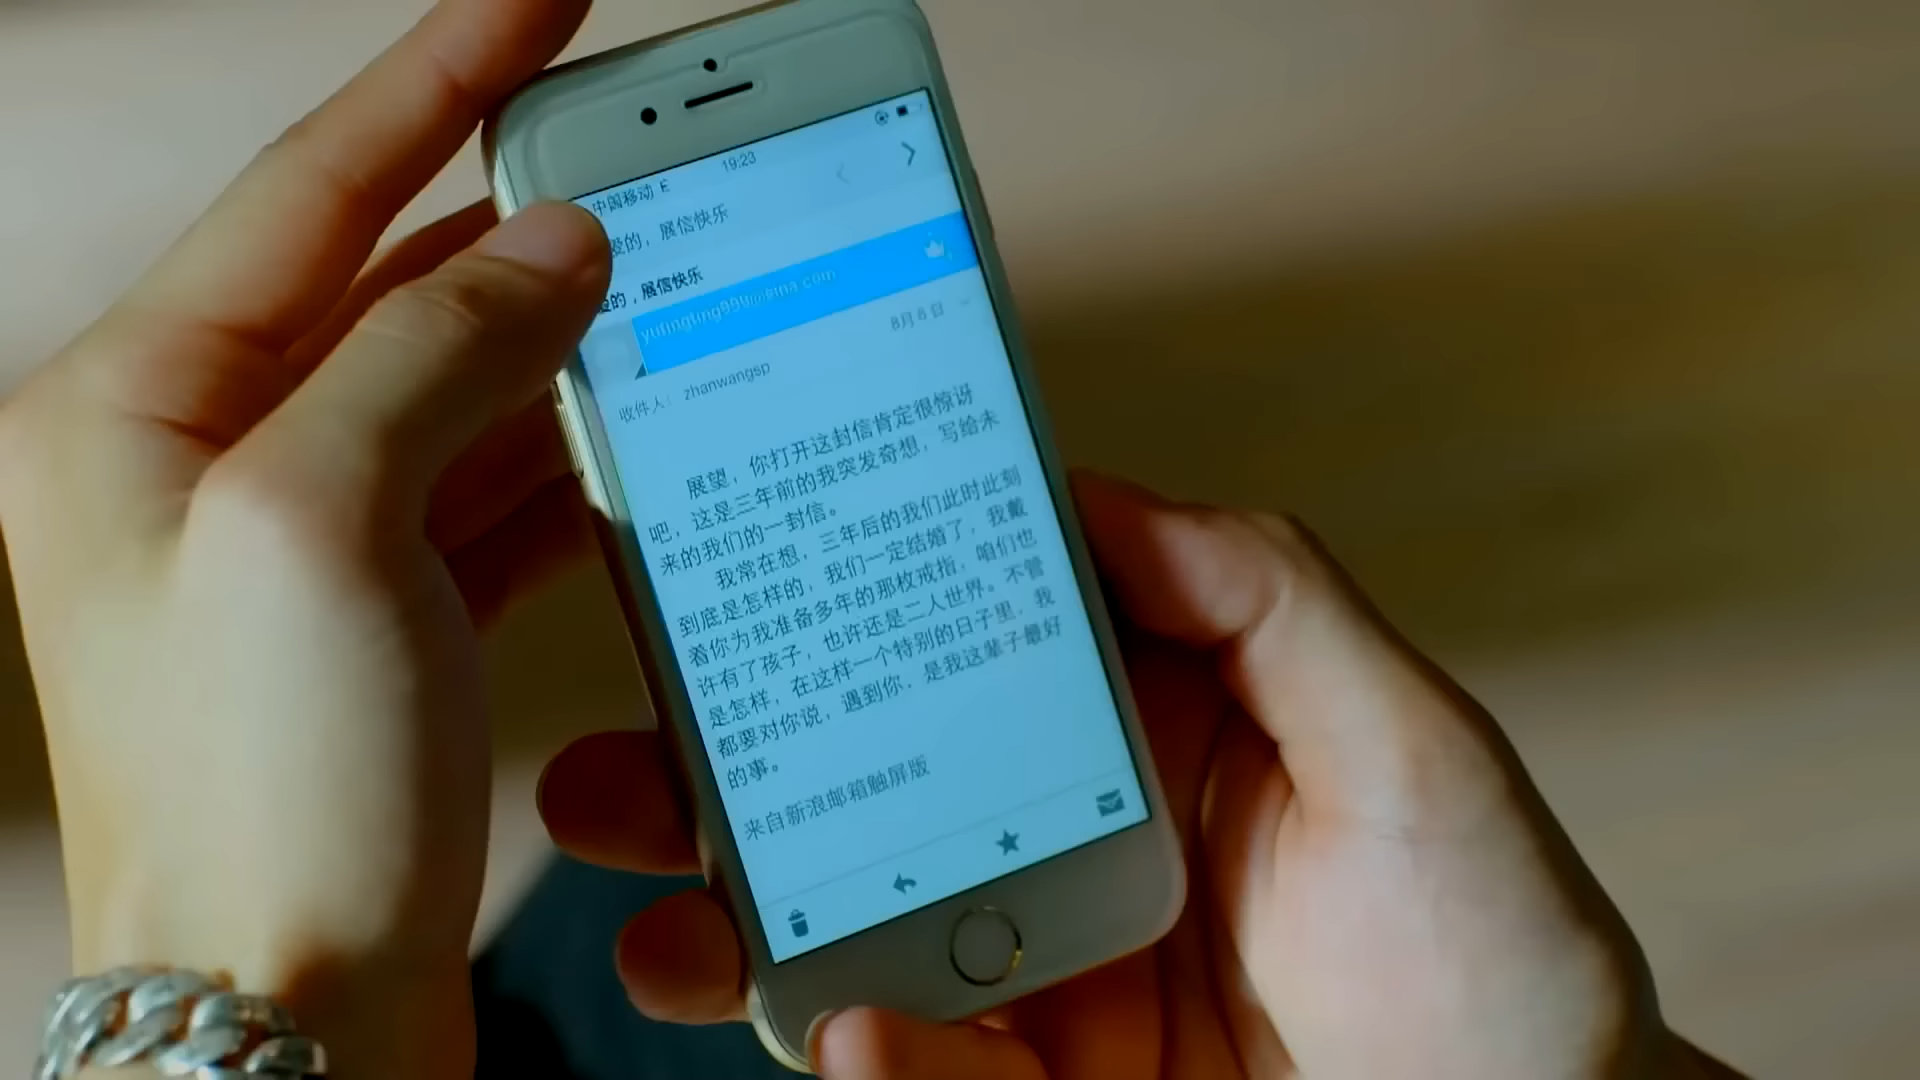 19:23
中国移动 E
爱的，展信快乐
爱的，展信快乐
8月8日
收件人： zhanwangsp
展望，你打开这封信肯定很惊讶
吧，这是三年前的我突发奇想，写给未
来的我们的一封信。
我常在想，三年后的我们此时此刻
到底是怎样的，我们一定结婚了，我戴
着你为我准备多年的那枚戒指，咱们也
许有了孩子，也许还是二人世界。不管
是怎样，在这样一个特别的日子里，我
都要对你说，遇到你，是我这辈子最好
的事。
来自新浪邮箱触屏版